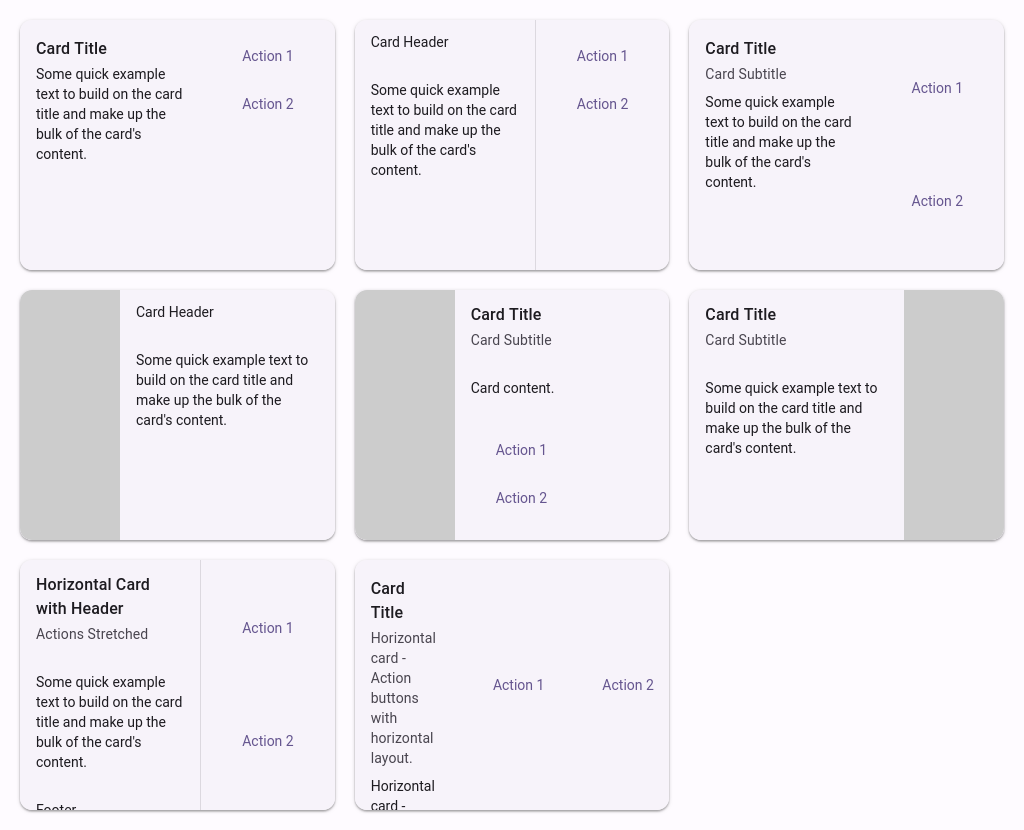 Card Title
Some quick example
text to build on the card
title and make up the
bulk of the card's
content.
Action 1
Action 2
Card Header
Some quick example
text to build on the card
title and make up the
bulk of the card's
content.
Action 1
Action 2
Card Title
Card Subtitle
Some quick example
text to build on the card
title and make up the
bulk of the card's
content.
Action 1
Action 2
Card Header
Some quick example text to
build on the card title and
make up the bulk of the
card's content.
Card Title
Card Subtitle
Card content.
Action 1
Action 2
Card Title
Card Subtitle
Some quick example text to
build on the card title and
make up the bulk of the
card's content.
Horizontal Card
with Header
Actions Stretched
Some quick example
text to build on the card
title and make up the
bulk of the card's
content.
Footer
Action 1
Action 2
Card
Title
Horizontal
card -
Action
buttons
with
horizontal
layout.
Horizontal
card -
Action 1
Action 2